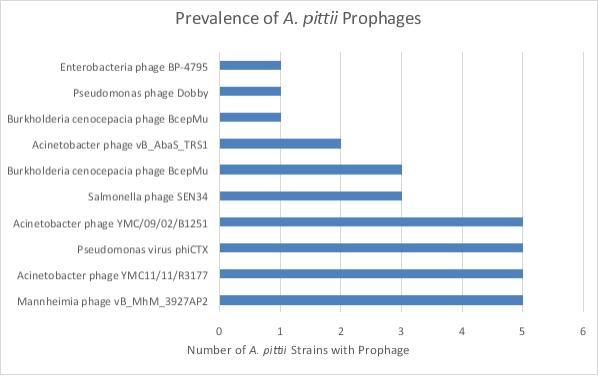 Prevalence of A. pittii Prophages
Enterobacteria phage BP-4795
Pseudomonas phage Dobby
Burkholderia cenocepacia phage BcepMu
Acinetobacter phage vB_AbaS_TRS1
Burkholderia cenocepacia phage BcepMu
Salmonella phage SEN34
Acinetobacter phage YMC/09/02/B1251
Pseudomonas virus phiCTX
Acinetobacter phage YMC11/11/R3177
Mannheimia phage vB_MhM_3927AP2
0 1 2 3 4 5 6
Number of A. pittii Strains with Prophage